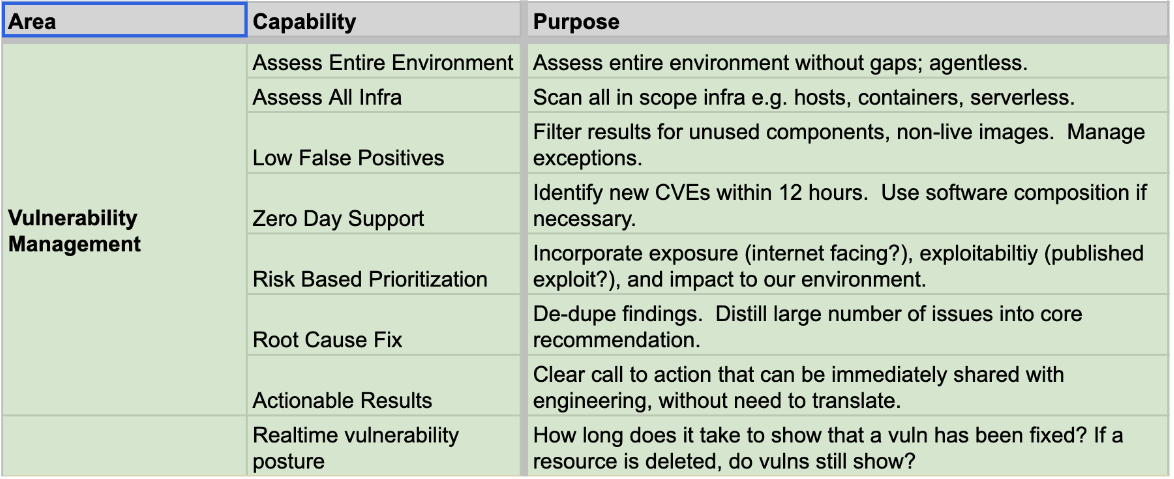 Area Capability Purpose
Assess Entire Environment Assess entire environment without gaps; agentless.
Assess All Infra Scan all in scope infra e.g. hosts, containers, serverless.
Filter results for unused components, non-live images.  Manage
Low False Positives exceptions.
Identify new CVEs within 12 hours.  Use software composition if
Vulnerability Zero Day Support necessary.
Management
Incorporate exposure (internet facing?), exploitabiltiy (published
Risk Based Prioritization exploit?), and impact to our environment.
De-dupe findings.  Distill large number of issues into core
Root Cause Fix recommendation.
Clear call to action that can be immediately shared with
Actionable Results engineering, without need to translate.
Realtime vulnerability How long does it take to show that a vuln has been fixed? If a
posture resource is deleted, do vulns still show?